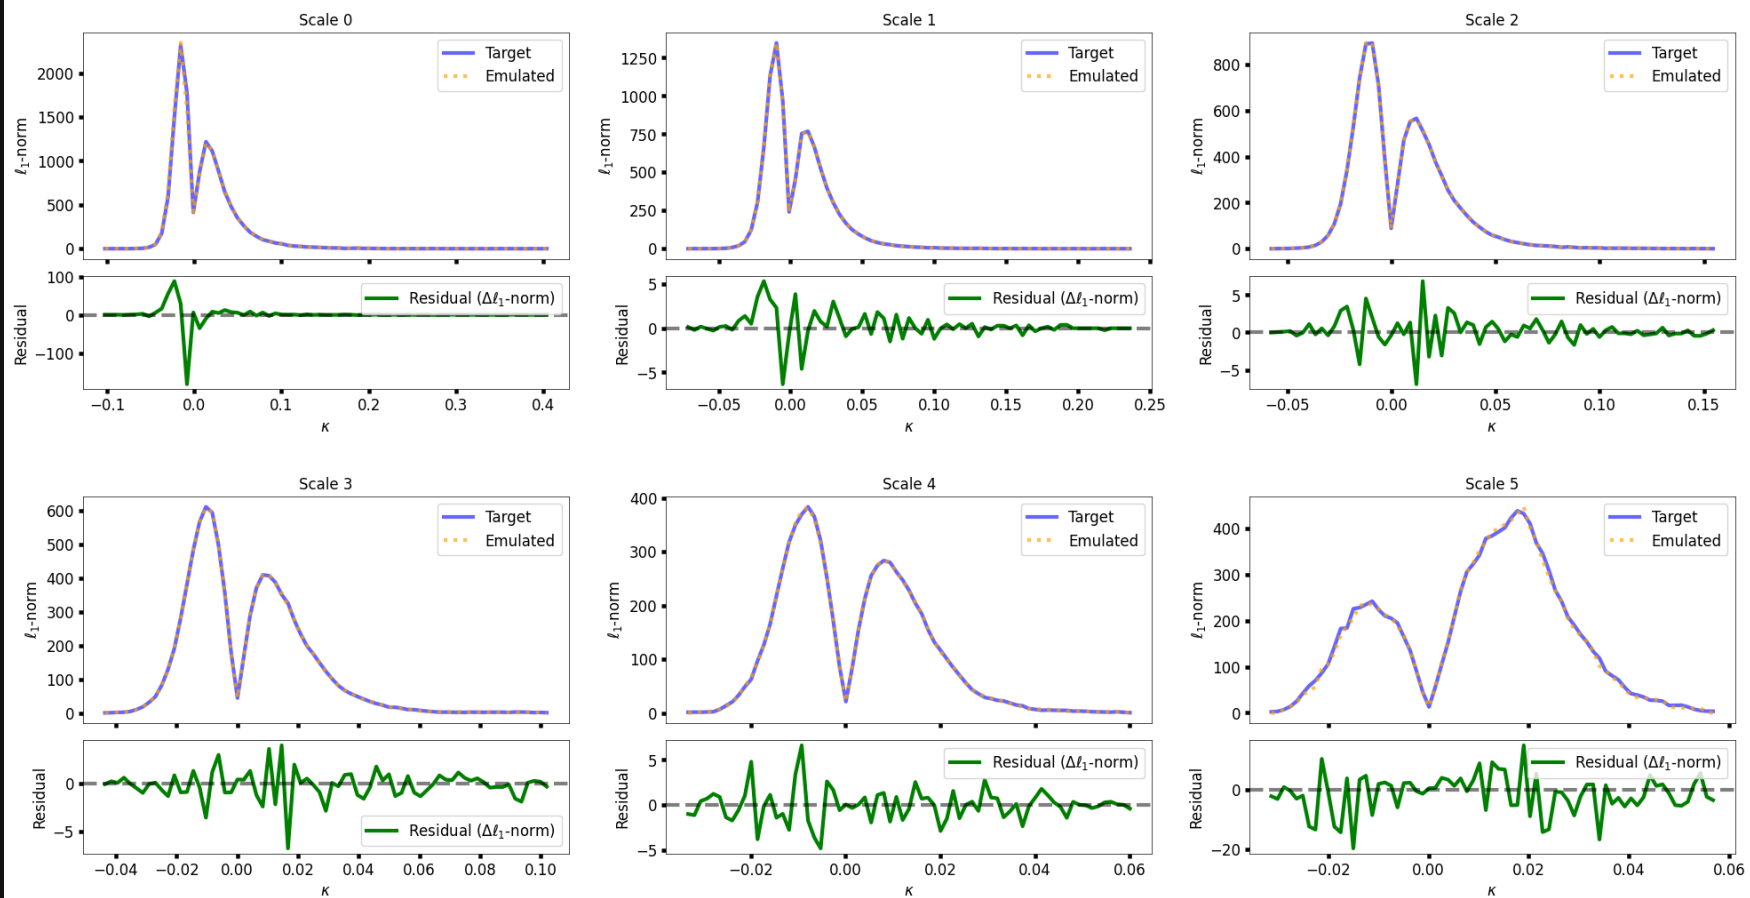 Scale 0
Target
Emulated
ℓ₁-norm
2000
1500
1000
500
0
Residual (Δℓ₁-norm)
Residual
100
0
−100
−0.1 0.0 0.1 0.2 0.3 0.4
κ
Scale 1
Target
Emulated
ℓ₁-norm
1250
1000
750
500
250
0
Residual (Δℓ₁-norm)
Residual
5
0
−5
−0.05 0.00 0.05 0.10 0.15 0.20 0.25
κ
Scale 2
Target
Emulated
ℓ₁-norm
800
600
400
200
0
Residual (Δℓ₁-norm)
Residual
5
0
−5
−0.05 0.00 0.05 0.10 0.15
κ
Scale 3
Target
Emulated
ℓ₁-norm
600
500
400
300
200
100
0
Residual (Δℓ₁-norm)
Residual
0
−5
−0.04 −0.02 0.00 0.02 0.04 0.06 0.08 0.10
κ
Scale 4
Target
Emulated
ℓ₁-norm
400
300
200
100
0
Residual (Δℓ₁-norm)
Residual
5
0
−5
−0.02 0.00 0.02 0.04 0.06
κ
Scale 5
Target
Emulated
ℓ₁-norm
400
300
200
100
0
Residual (Δℓ₁-norm)
Residual
0
−20
−0.02 0.00 0.02 0.04 0.06
κ